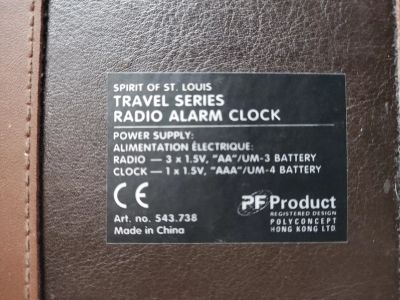 SPIRIT OF ST. LOUIS
TRAVEL SERIES
RADIO ALARM CLOCK
POWER SUPPLY:
ALIMENTATION ÉLECTRIQUE:
RADIO — 3 x 1.5V, "AA"/UM-3 BATTERY
CLOCK — 1 x 1.5V, "AAA"/UM-4 BATTERY
CE
Art. no. 543.738
Made in China
PF Product
REGISTERED DESIGN
POLYCONCEPT
HONG KONG LTD.